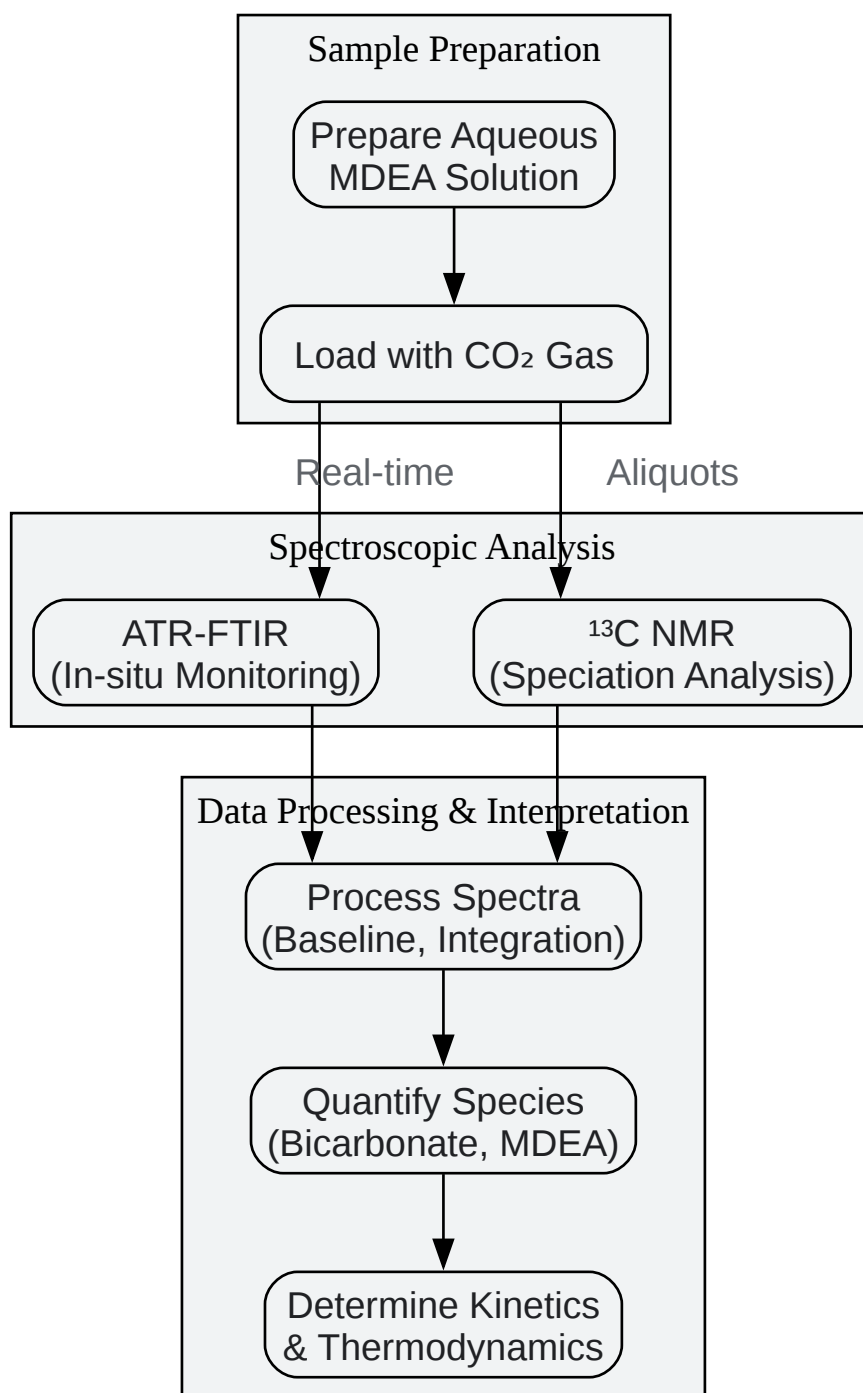 Sample Preparation
Prepare Aqueous
MDEA Solution
Load with CO₂ Gas
Real-time
Aliquots
Spectroscopic Analysis
ATR-FTIR
(In-situ Monitoring)
¹³C NMR
(Speciation Analysis)
Data Processing & Interpretation
Process Spectra
(Baseline, Integration)
Quantify Species
(Bicarbonate, MDEA)
Determine Kinetics
& Thermodynamics